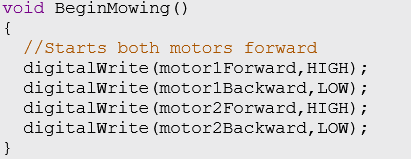 void BeginMowing()
{
  //Starts both motors forward
  digitalWrite(motor1Forward,HIGH);
  digitalWrite(motor1Backward,LOW);
  digitalWrite(motor2Forward,HIGH);
  digitalWrite(motor2Backward,LOW);
}